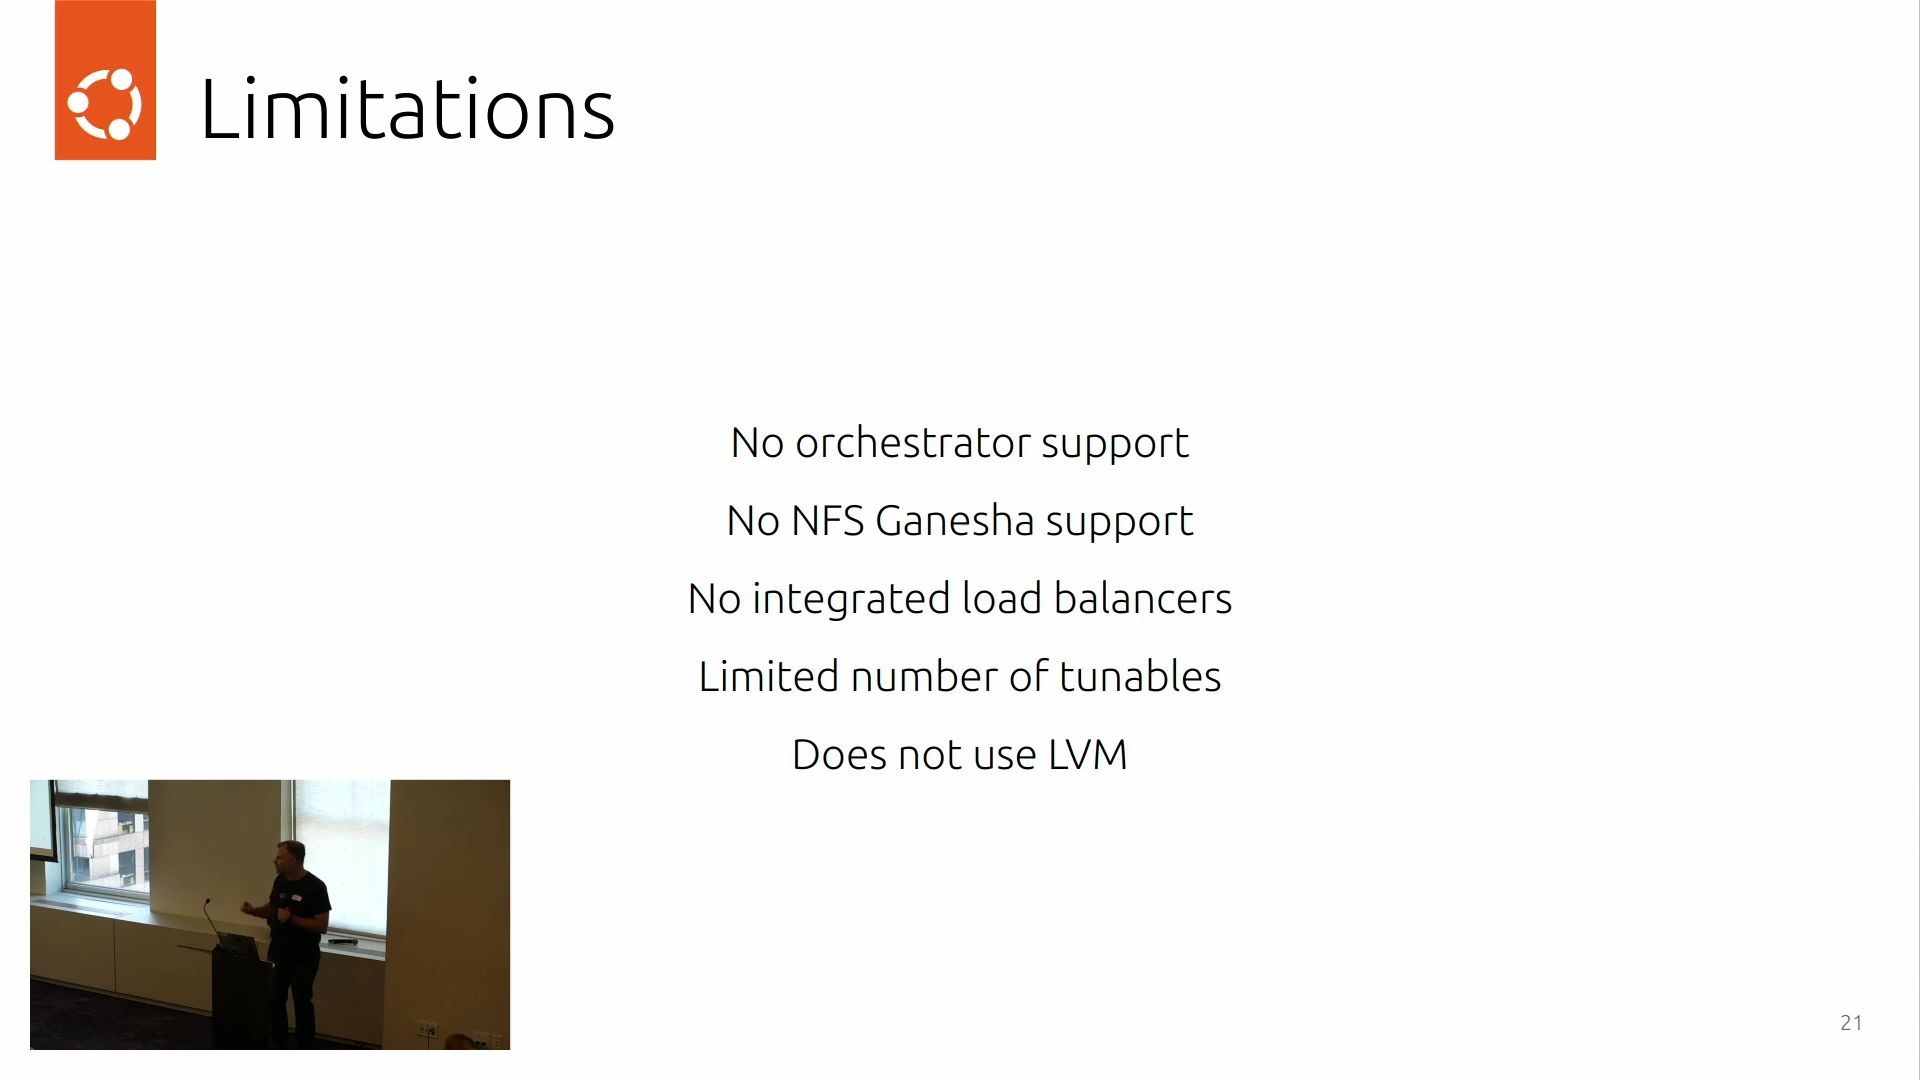 Limitations
No orchestrator support
No NFS Ganesha support
No integrated load balancers
Limited number of tunables
Does not use LVM
21